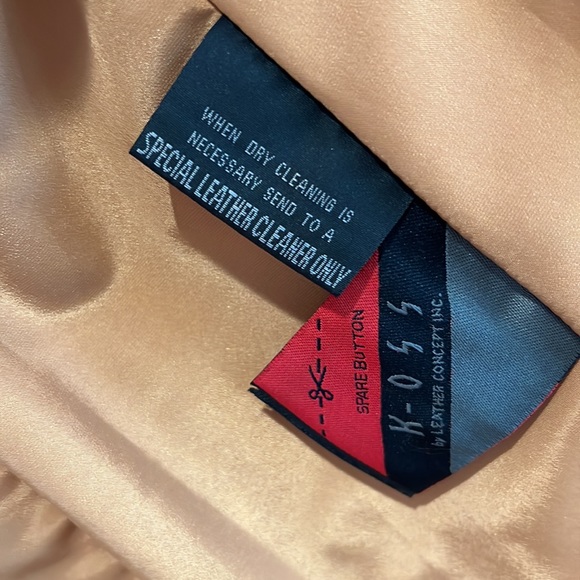 WHEN DRY CLEANING IS
NECESSARY SEND TO A
SPECIAL LEATHER CLEANER ONLY
SPARE BUTTON
K-OSS
by LEATHER CONCEPT INC.